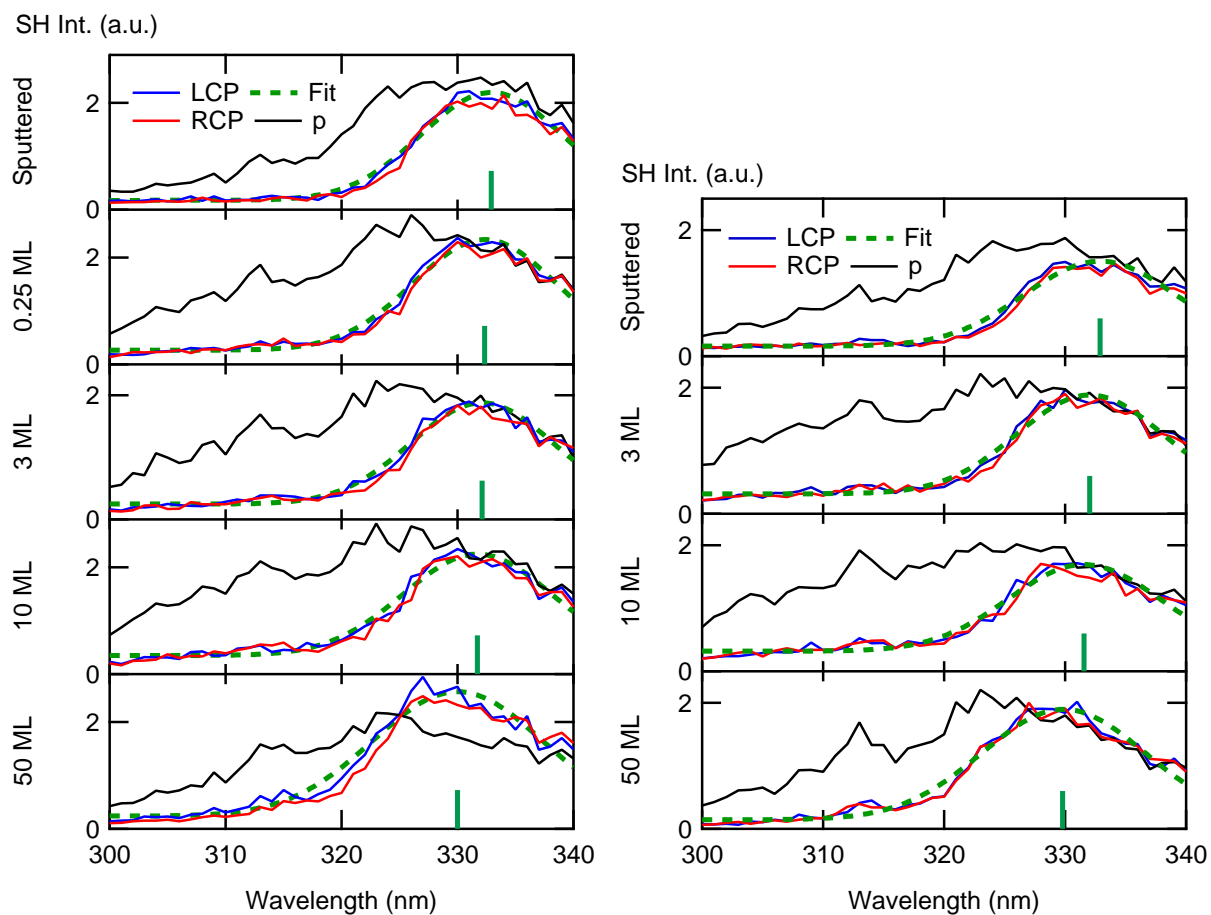 SH Int. (a.u.)
Sputtered
2
0
LCP
Fit
RCP
p
0.25 ML
2
0
3 ML
2
0
10 ML
2
0
50 ML
2
0
300
310
320
330
340
Wavelength (nm)
SH Int. (a.u.)
Sputtered
2
0
LCP
Fit
RCP
p
3 ML
2
0
10 ML
2
0
50 ML
2
0
300
310
320
330
340
Wavelength (nm)